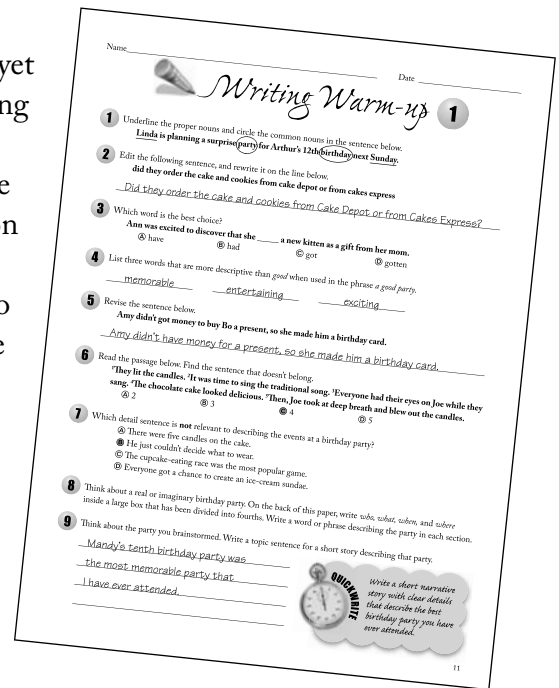 yet
ng
e
on
o
e
Name
Date
Writing Warm-up 1
1 Underline the proper nouns and circle the common nouns in the sentence below.
Linda is planning a surprise party for Arthur's 12th birthday next Sunday.
2 Edit the following sentence, and rewrite it on the line below.
did they order the cake and cookies from cake depot or from cakes express
Did they order the cake and cookies from Cake Depot or from Cakes Express?
3 Which word is the best choice?
Ann was excited to discover that she ____ a new kitten as a gift from her mom.
Ⓐ have Ⓑ had Ⓒ got Ⓓ gotten
4 List three words that are more descriptive than good when used in the phrase a good party.
memorable entertaining exciting
5 Revise the sentence below.
Amy didn't got money to buy Bo a present, so she made him a birthday card.
Amy didn't have money for a present, so she made him a birthday card.
6 Read the passage below. Find the sentence that doesn't belong.
¹They lit the candles. ²It was time to sing the traditional song. ³Everyone had their eyes on Joe while they
sang. ⁴The chocolate cake looked delicious. ⁵Then, Joe took at deep breath and blew out the candles.
Ⓐ 2 Ⓑ 3 Ⓒ 4 Ⓓ 5
7 Which detail sentence is not relevant to describing the events at a birthday party?
Ⓐ There were five candles on the cake.
Ⓑ He just couldn't decide what to wear.
Ⓒ The cupcake-eating race was the most popular game.
Ⓓ Everyone got a chance to create an ice-cream sundae.
8 Think about a real or imaginary birthday party. On the back of this paper, write who, what, when, and where
inside a large box that has been divided into fourths. Write a word or phrase describing the party in each section.
9 Think about the party you brainstormed. Write a topic sentence for a short story describing that party.
Mandy's tenth birthday party was
the most memorable party that
I have ever attended.
QUICKWRITE
Write a short narrative
story with clear details
that describe the best
birthday party you have
ever attended.
11